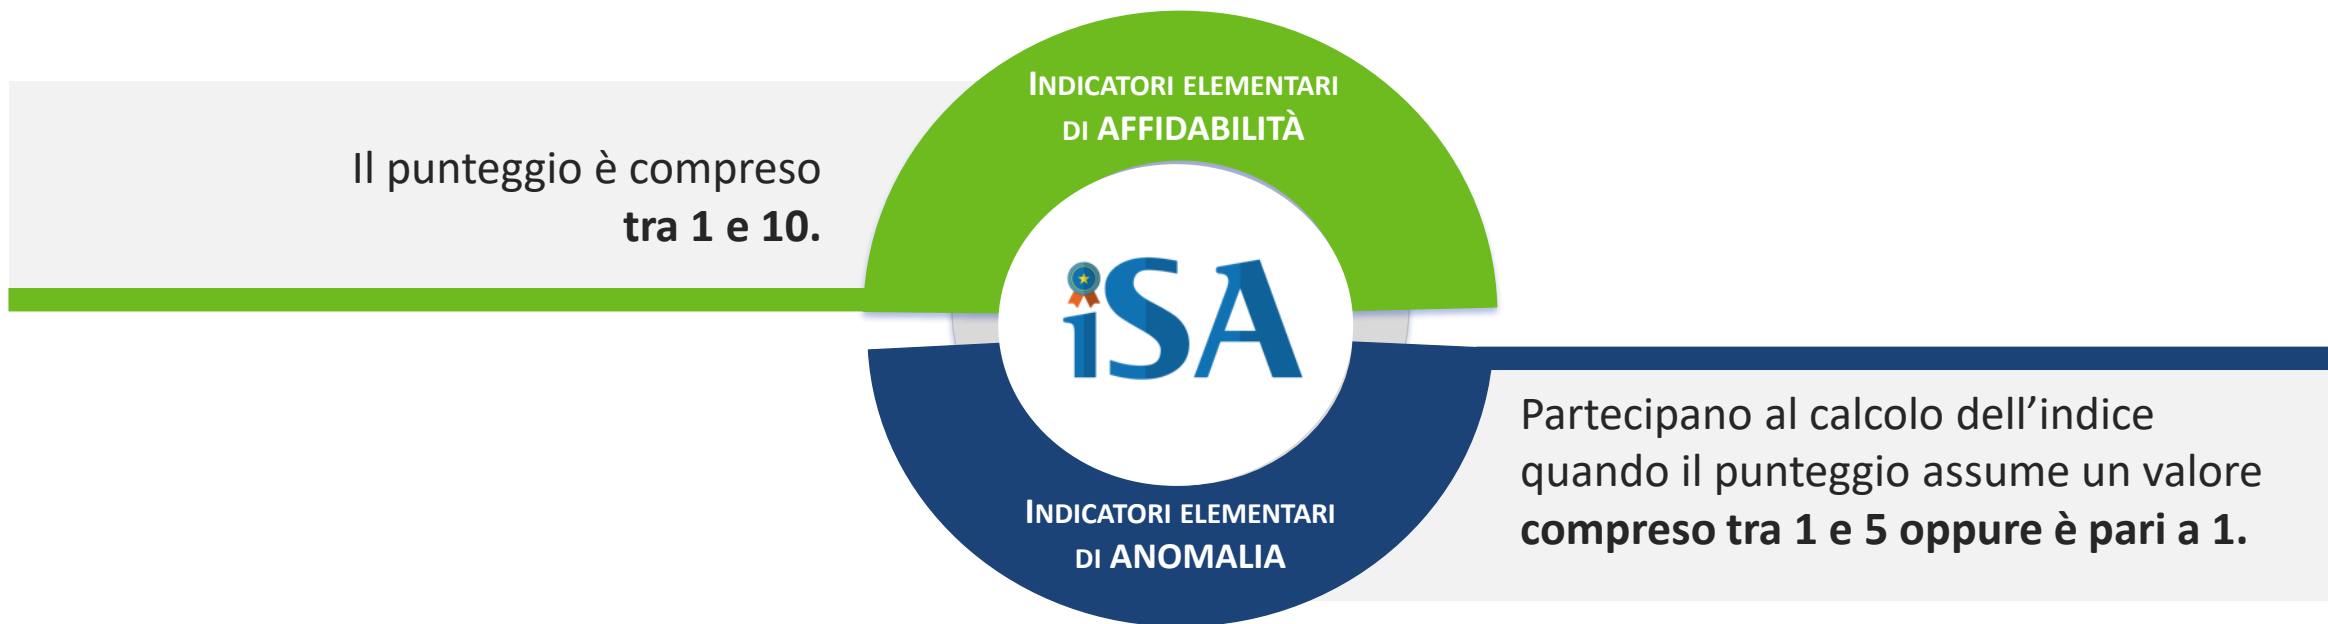 INDICATORI ELEMENTARI
DI AFFIDABILITÀ
Il punteggio è compreso
tra 1 e 10.
iSA
Partecipano al calcolo dell’indice
quando il punteggio assume un valore
compreso tra 1 e 5 oppure è pari a 1.
INDICATORI ELEMENTARI
DI ANOMALIA